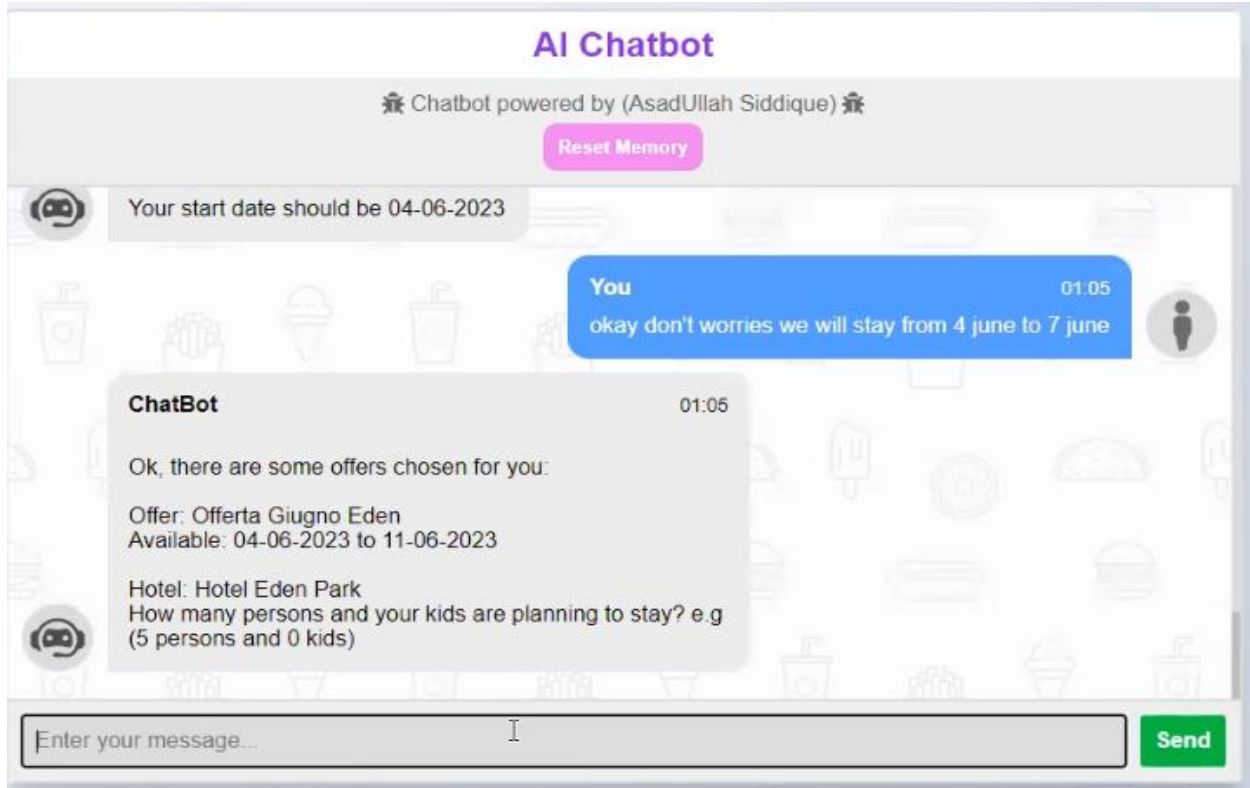 AI Chatbot
Chatbot powered by (AsadUllah Siddique)
Reset Memory
Your start date should be 04-06-2023
You 01:05
okay don't worries we will stay from 4 june to 7 june
ChatBot 01:05
Ok, there are some offers chosen for you:
Offer: Offerta Giugno Eden
Available: 04-06-2023 to 11-06-2023
Hotel: Hotel Eden Park
How many persons and your kids are planning to stay? e.g
(5 persons and 0 kids)
Enter your message...
Send